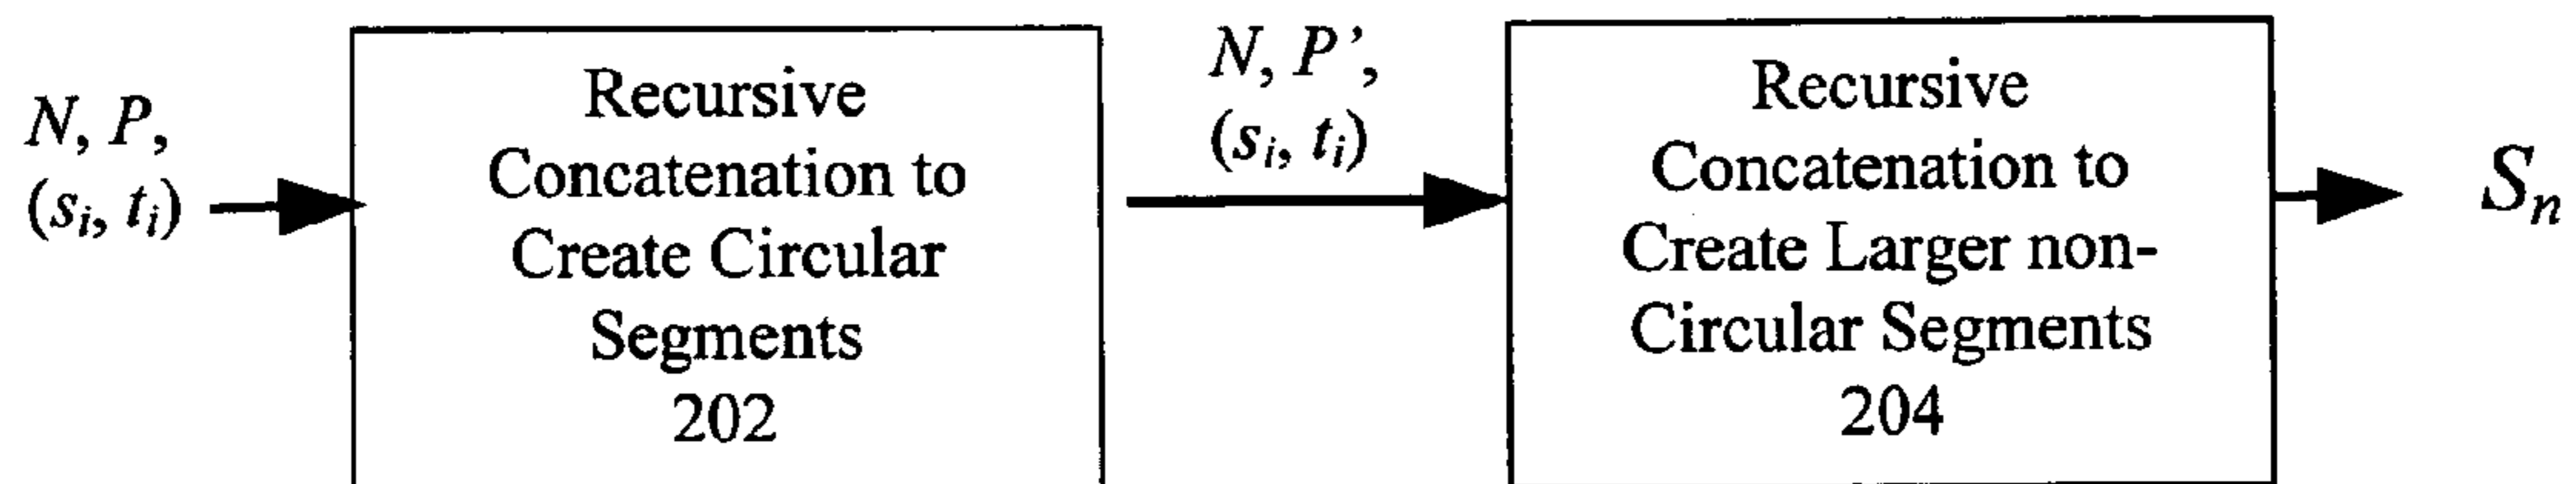 N, P,
(si, ti)
Recursive
Concatenation to
Create Circular
Segments
202
N, P’,
(si, ti)
Recursive
Concatenation to
Create Larger non-
Circular Segments
204
Sn